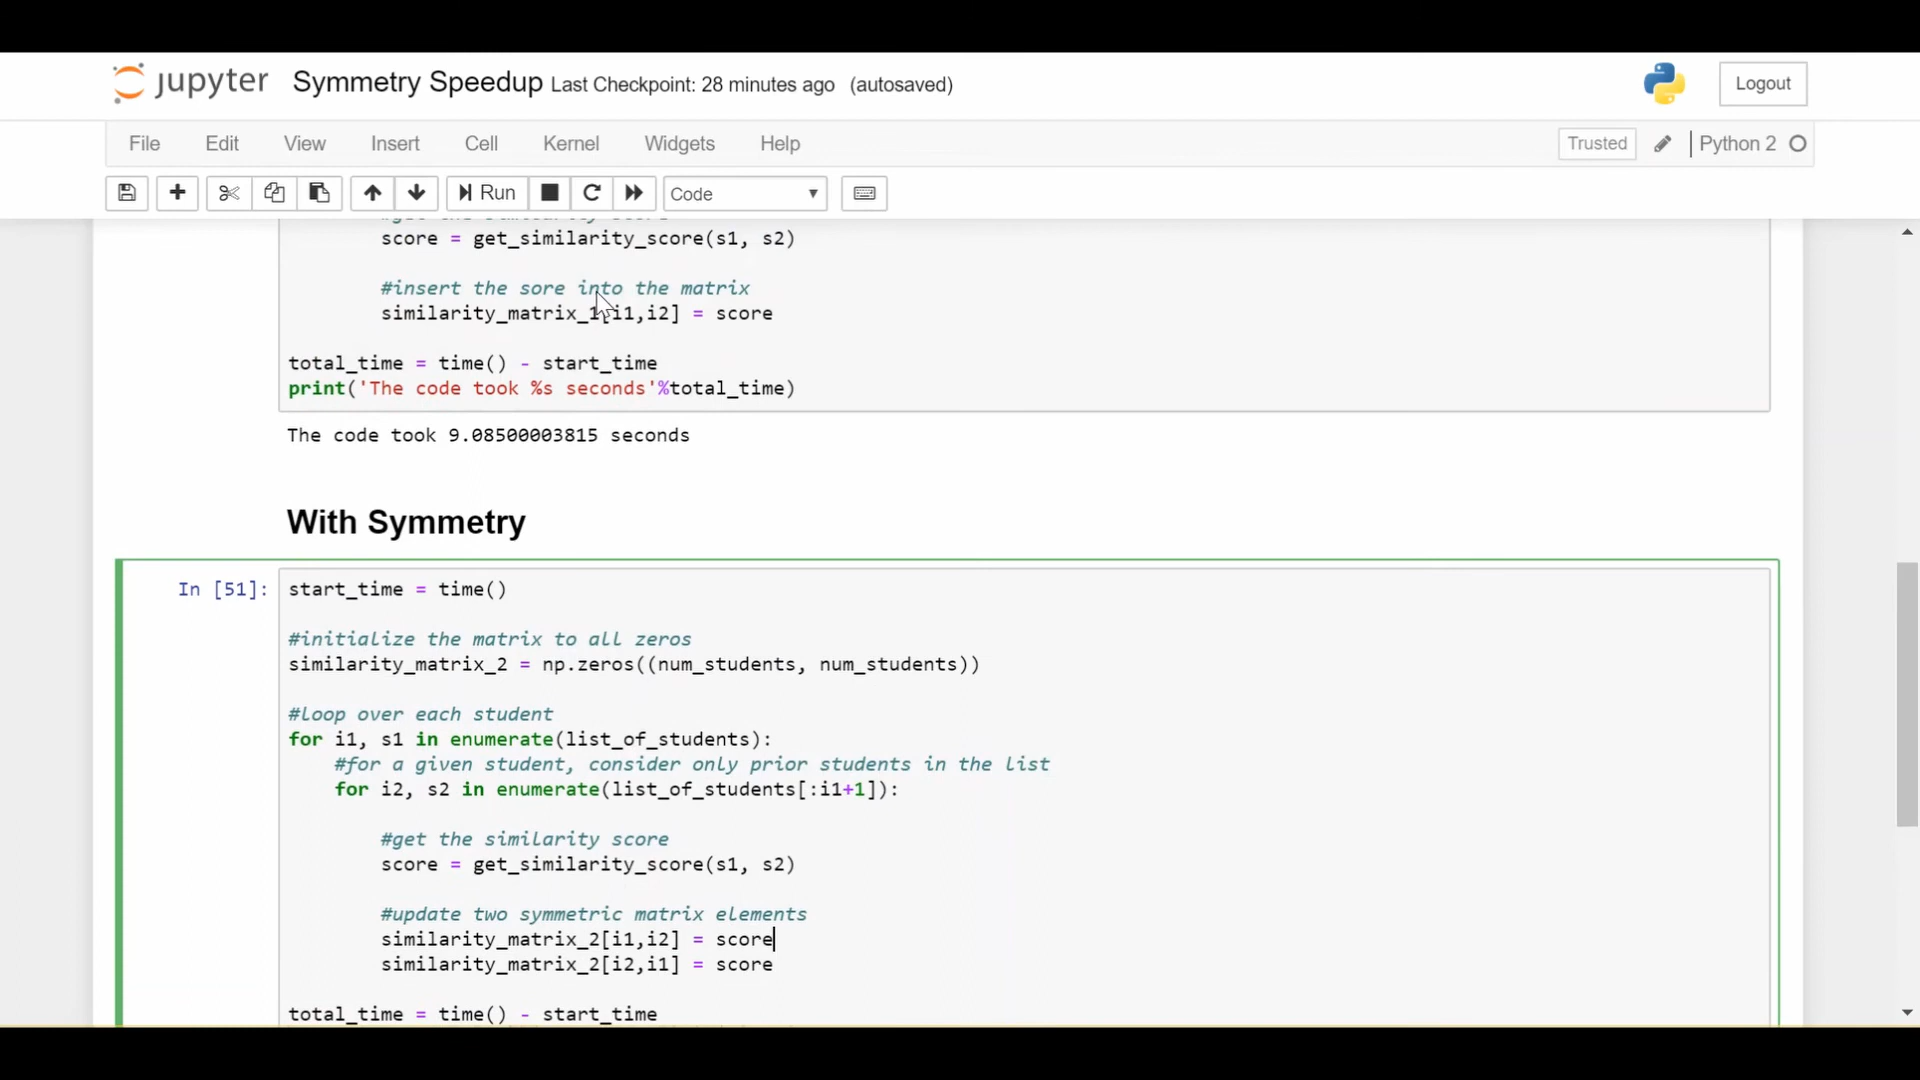 jupyter Symmetry Speedup Last Checkpoint: 28 minutes ago (autosaved) Logout
File Edit View Insert Cell Kernel Widgets Help Trusted Python 2
Run Code
score = get_similarity_score(s1, s2)
#insert the sore into the matrix
similarity_matrix_1[i1,i2] = score
total_time = time() - start_time
print('The code took %s seconds'%total_time)
The code took 9.08500003815 seconds
With Symmetry
In [51]: start_time = time()
#initialize the matrix to all zeros
similarity_matrix_2 = np.zeros((num_students, num_students))
#loop over each student
for i1, s1 in enumerate(list_of_students):
#for a given student, consider only prior students in the list
for i2, s2 in enumerate(list_of_students[:i1+1]):
#get the similarity score
score = get_similarity_score(s1, s2)
#update two symmetric matrix elements
similarity_matrix_2[i1,i2] = score
similarity_matrix_2[i2,i1] = score
total_time = time() - start_time